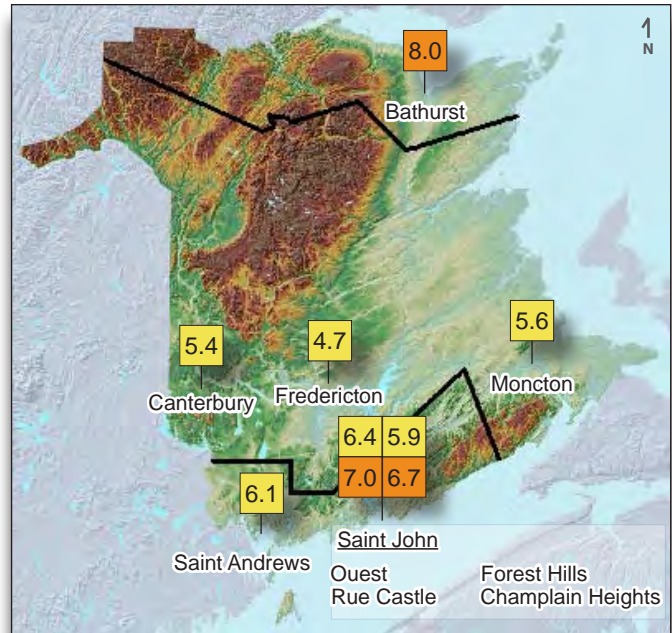 1
N
8.0
Bathurst
5.6
5.4
4.7
Moncton
Canterbury
Fredericton
6.4 5.9
7.0 6.7
6.1
Saint John
Saint Andrews
Ouest Forest Hills
Rue Castle Champlain Heights